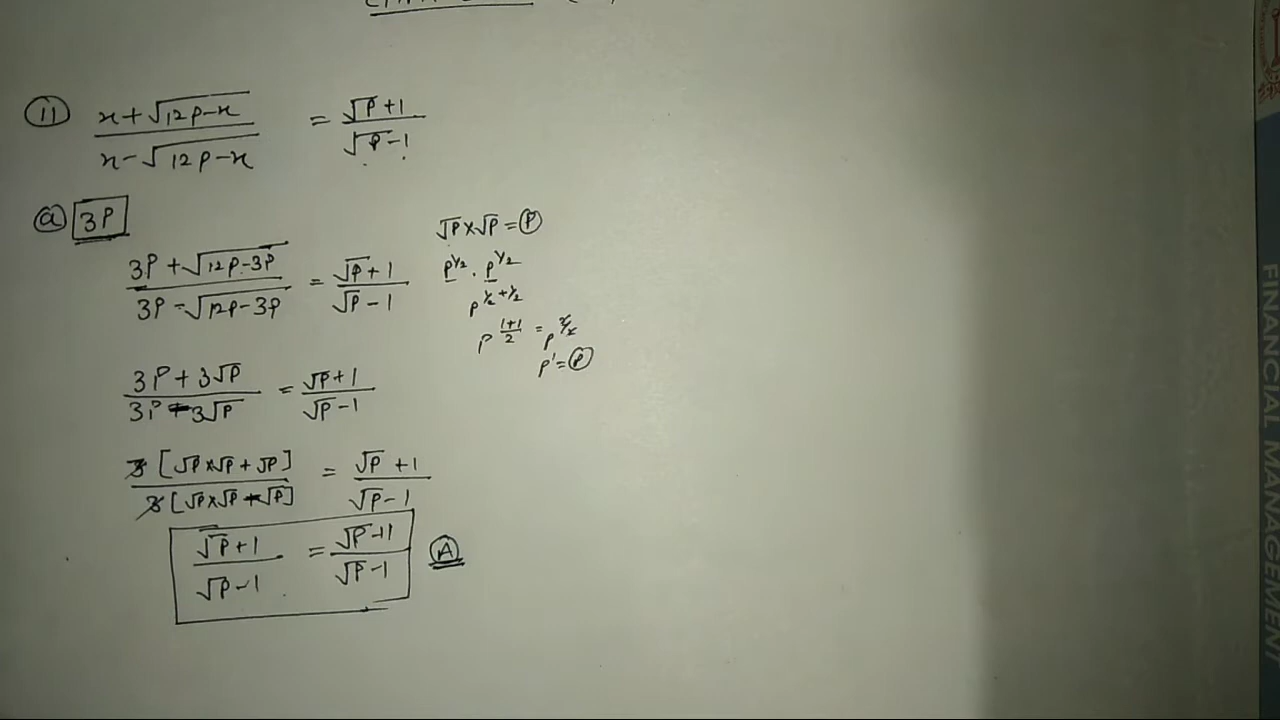 11 x+√12p-x / x-√12p-x = √p+1 / √p-1
a 3P
3P+√12p-3p / 3P-√12p-3p = √p+1 / √p-1
3P+3√p / 3P-3√p = √p+1 / √p-1
3[√p×√p+√p] / 3[√p×√p-√p] = √p+1 / √p-1
√p+1 / √p-1 = √p+1 / √p-1 A
√p×√p=P
p^1/2 . p^1/2
p^1/2+1/2
p^1+1/2 = p^2/2
p^1=P
FINANCIAL MANAGEMENT